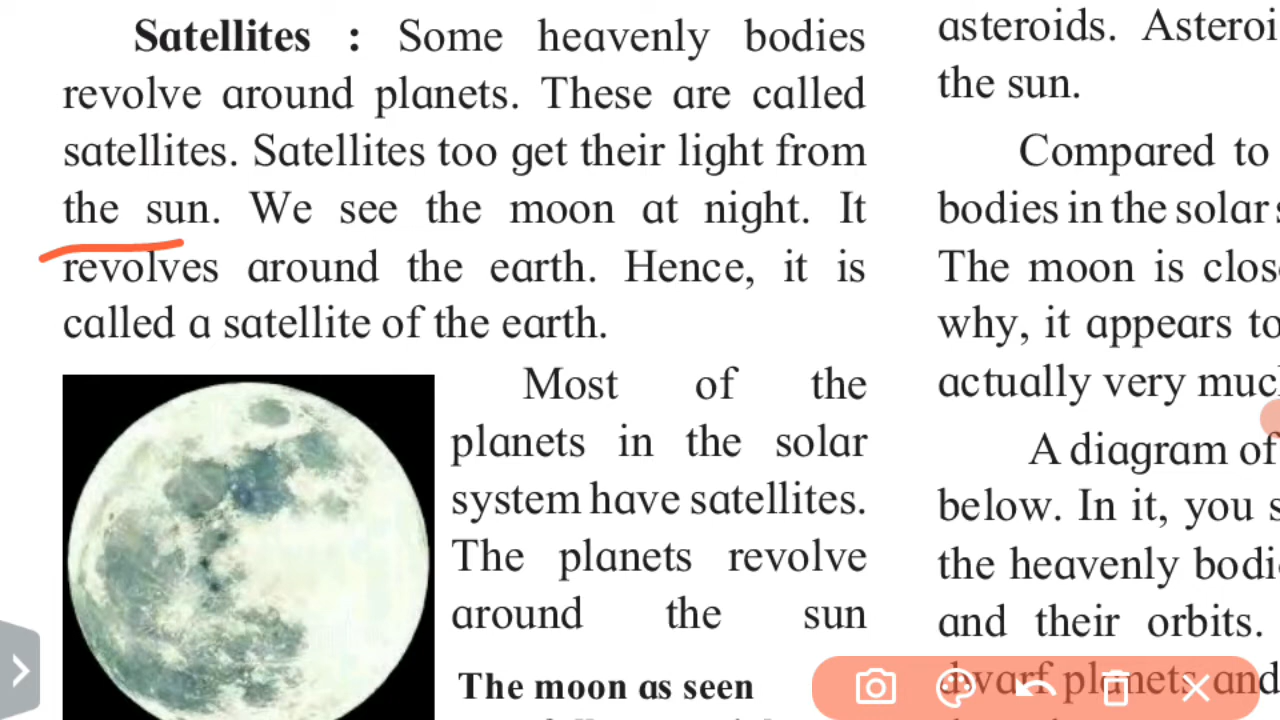 Satellites : Some heavenly bodies
revolve around planets. These are called
satellites. Satellites too get their light from
the sun. We see the moon at night. It
revolves around the earth. Hence, it is
called a satellite of the earth.
Most of the
planets in the solar
system have satellites.
The planets revolve
around the sun
The moon as seen
asteroids.
the sun.
Compared to
bodies in the solar
The moon is
why, it appears to
actually very
A diagram of
below. In it, you
the heavenly
and their orbits.
dwarf planets and